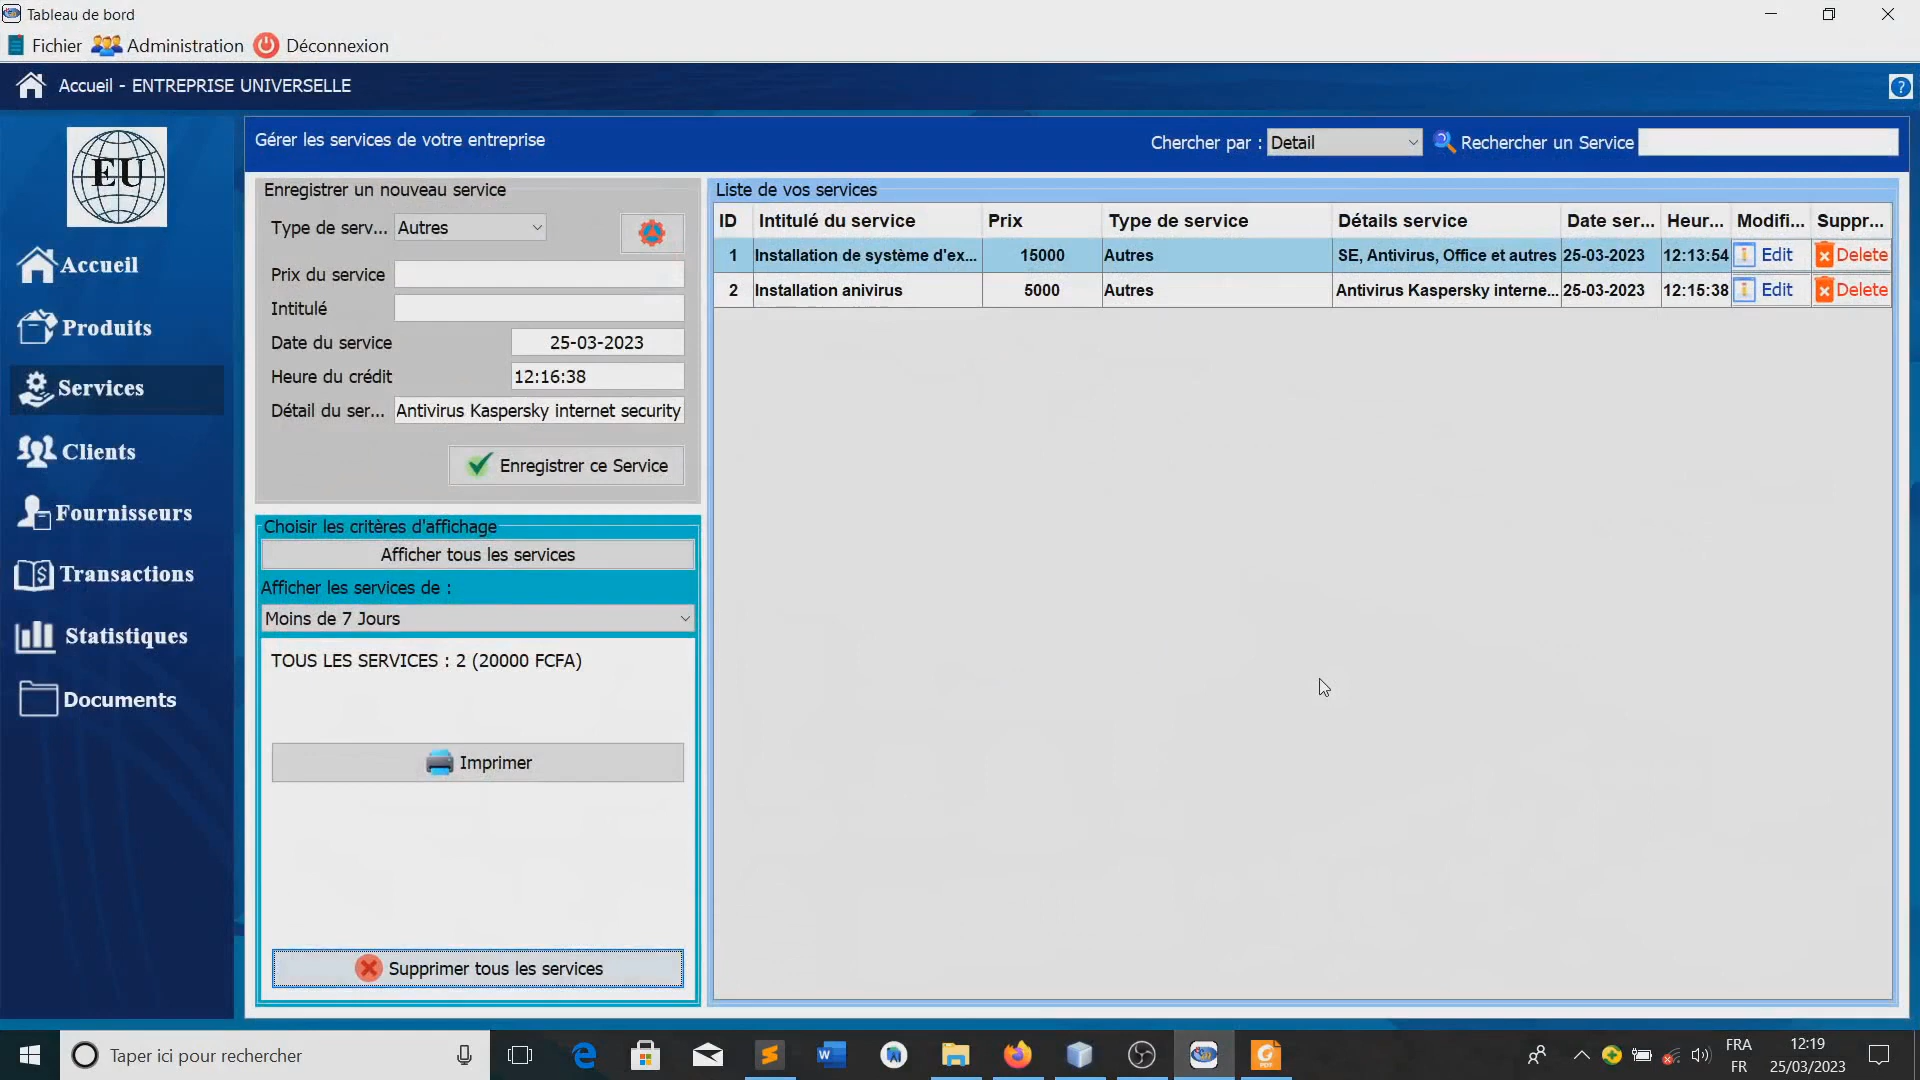 Tableau de bord
Fichier Administration Déconnexion
Accueil - ENTREPRISE UNIVERSELLE
?
EU
Accueil
Produits
Services
Clients
Fournisseurs
Transactions
Statistiques
Documents
Gérer les services de votre entreprise
Chercher par : Detail Rechercher un Service
Enregistrer un nouveau service
Type de serv... Autres
Prix du service
Intitulé
Date du service 25-03-2023
Heure du crédit 12:16:38
Détail du ser... Antivirus Kaspersky internet security
Enregistrer ce Service
Choisir les critères d'affichage
Afficher tous les services
Afficher les services de :
Moins de 7 Jours
TOUS LES SERVICES : 2 (20000 FCFA)
Imprimer
Supprimer tous les services
Liste de vos services
ID Intitulé du service Prix Type de service Détails service Date ser... Heur... Modifi... Suppr...
1 Installation de système d'ex... 15000 Autres SE, Antivirus, Office et autres 25-03-2023 12:13:54 Edit Delete
2 Installation anivirus 5000 Autres Antivirus Kaspersky interne... 25-03-2023 12:15:38 Edit Delete
Taper ici pour rechercher
FRA
FR
12:19
25/03/2023